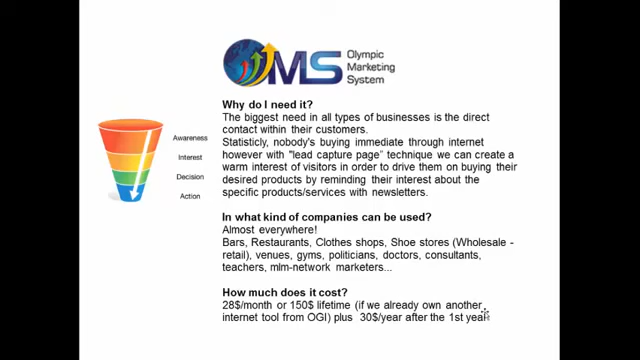 OMS
Olympic
Marketing
System
Why do I need it?
The biggest need in all types of businesses is the direct
contact within their customers.
Statisticly, nobody's buying immediate through internet
however with "lead capture page" technique we can create a
warm interest of visitors in order to drive them on buying their
desired products by reminding their interest about the
specific products/services with newsletters.
Awareness
Interest
Decision
Action
In what kind of companies can be used?
Almost everywhere!
Bars, Restaurants, Clothes shops, Shoe stores (Wholesale -
retail), venues, gyms, politicians, doctors, consultants,
teachers, mlm-network marketers...
How much does it cost?
28$/month or 150$ lifetime (if we already own another
internet tool from OGI) plus 30$/year after the 1st year